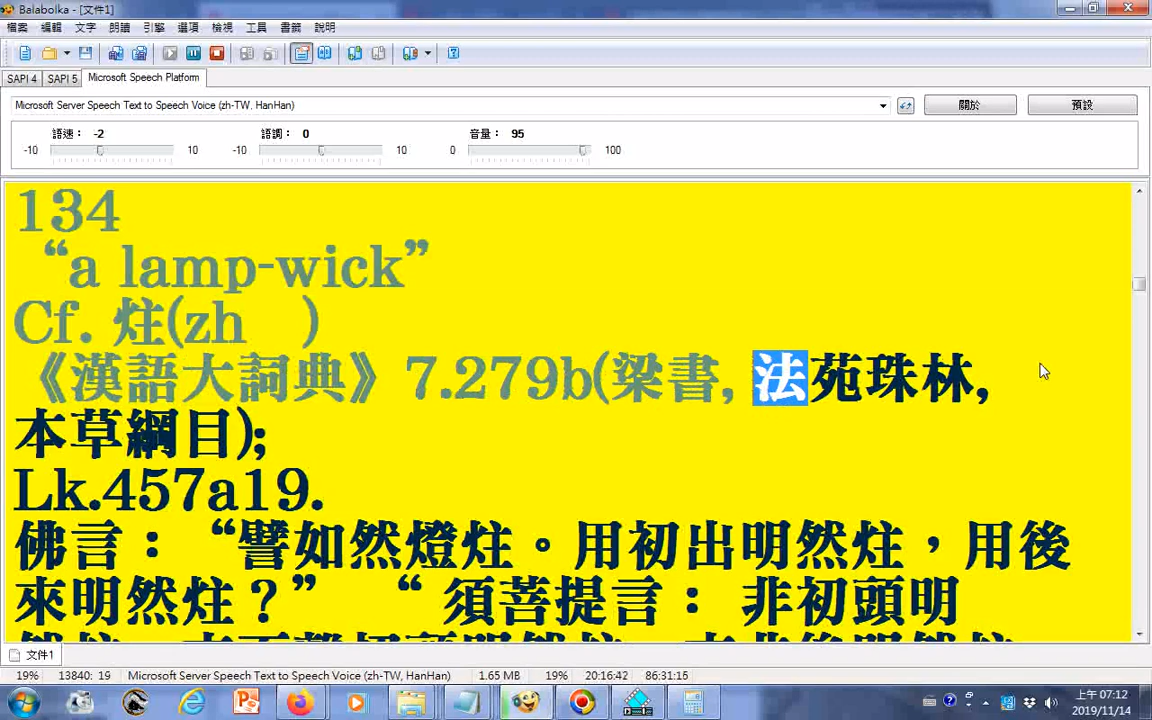 Balabolka - [文件1]
檔案 編輯 文字 朗讀 引擎 選項 檢視 工具 書籤 說明
SAPI 4 SAPI 5 Microsoft Speech Platform
Microsoft Server Speech Text to Speech Voice (zh-TW, HanHan) 關於 預設
語速： -2 語調： 0 音量： 95
-10 10 -10 10 0 100
134
“a lamp-wick”
Cf. 炷(zh )
《漢語大詞典》7.279b(梁書, 法苑珠林,
本草綱目);
Lk.457a19.
佛言：“譬如然燈炷。用初出明然炷，用後
來明然炷？” “須菩提言： 非初頭明
文件1
19% 13840: 19 Microsoft Server Speech Text to Speech Voice (zh-TW, HanHan) 1.65 MB 19% 20:16:42 86:31:15
上午 07:12
2019/11/14